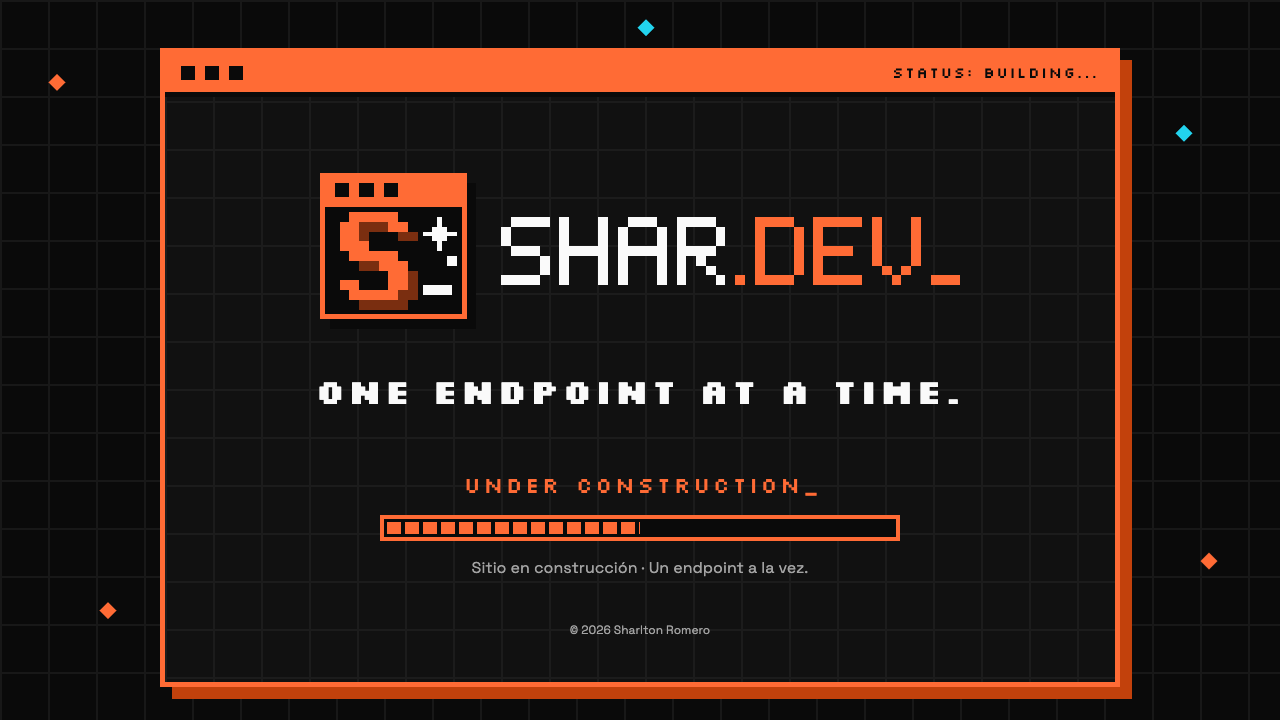 STATUS: BUILDING...
S
SHAR.DEV_
ONE ENDPOINT AT A TIME.
UNDER CONSTRUCTION_
Sitio en construcción · Un endpoint a la vez.
© 2026 Sharlton Romero